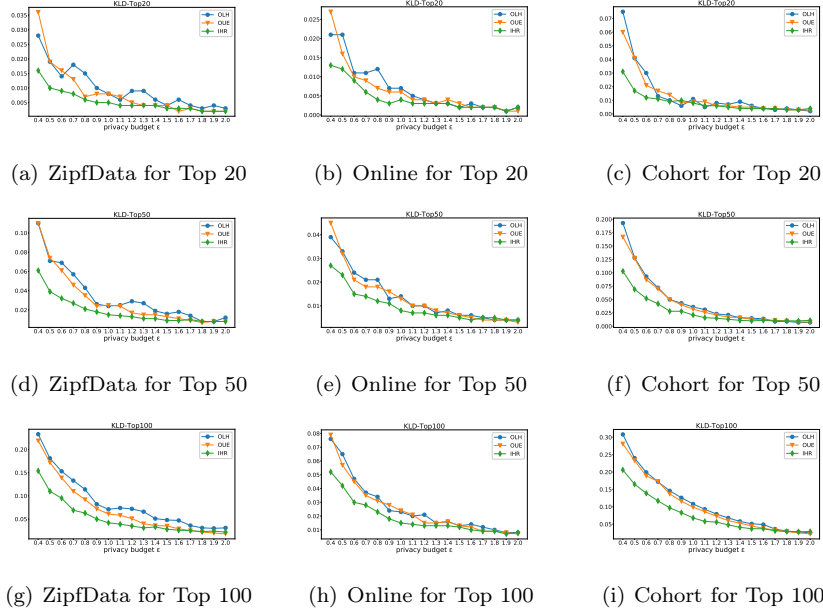 KLD-Top20
KLD-Top20
KLD-Top20
0.035
0.030
0.025
0.020
0.015
0.010
0.005
OLH
OUE
IHR
0.4 0.5 0.6 0.7 0.8 0.9 1.0 1.1 1.2 1.3 1.4 1.5 1.6 1.7 1.8 1.9 2.0
privacy budget ε
0.025
0.020
0.015
0.010
0.005
0.000
OLH
OUE
IHR
0.4 0.5 0.6 0.7 0.8 0.9 1.0 1.1 1.2 1.3 1.4 1.5 1.6 1.7 1.8 1.9 2.0
privacy budget ε
0.07
0.06
0.05
0.04
0.03
0.02
0.01
0.00
OLH
OUE
IHR
0.4 0.5 0.6 0.7 0.8 0.9 1.0 1.1 1.2 1.3 1.4 1.5 1.6 1.7 1.8 1.9 2.0
privacy budget ε
(a) ZipfData for Top 20
(b) Online for Top 20
(c) Cohort for Top 20
KLD-Top50
KLD-Top50
KLD-Top50
0.10
0.08
0.06
0.04
0.02
OLH
OUE
IHR
0.4 0.5 0.6 0.7 0.8 0.9 1.0 1.1 1.2 1.3 1.4 1.5 1.6 1.7 1.8 1.9 2.0
privacy budget ε
0.04
0.03
0.02
0.01
OLH
OUE
IHR
0.4 0.5 0.6 0.7 0.8 0.9 1.0 1.1 1.2 1.3 1.4 1.5 1.6 1.7 1.8 1.9 2.0
privacy budget ε
0.200
0.175
0.150
0.125
0.100
0.075
0.050
0.025
0.000
OLH
OUE
IHR
0.4 0.5 0.6 0.7 0.8 0.9 1.0 1.1 1.2 1.3 1.4 1.5 1.6 1.7 1.8 1.9 2.0
privacy budget ε
(d) ZipfData for Top 50
(e) Online for Top 50
(f) Cohort for Top 50
KLD-Top100
KLD-Top100
KLD-Top100
0.20
0.15
0.10
0.05
OLH
OUE
IHR
0.4 0.5 0.6 0.7 0.8 0.9 1.0 1.1 1.2 1.3 1.4 1.5 1.6 1.7 1.8 1.9 2.0
privacy budget ε
0.08
0.07
0.06
0.05
0.04
0.03
0.02
0.01
OLH
OUE
IHR
0.4 0.5 0.6 0.7 0.8 0.9 1.0 1.1 1.2 1.3 1.4 1.5 1.6 1.7 1.8 1.9 2.0
privacy budget ε
0.30
0.25
0.20
0.15
0.10
0.05
OLH
OUE
IHR
0.4 0.5 0.6 0.7 0.8 0.9 1.0 1.1 1.2 1.3 1.4 1.5 1.6 1.7 1.8 1.9 2.0
privacy budget ε
(g) ZipfData for Top 100
(h) Online for Top 100
(i) Cohort for Top 100